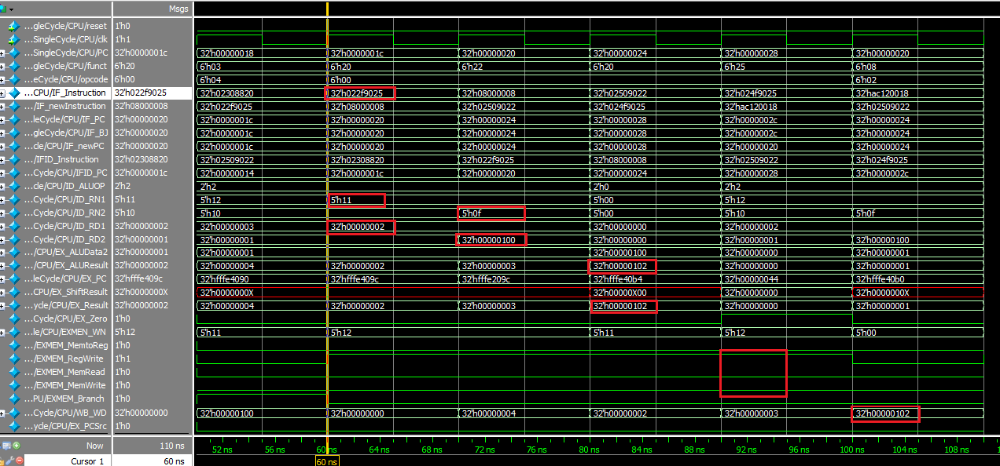 Msgs
...gleCycle/CPU/reset 1'h0
...SingleCycle/CPU/clk 1'h1
...SingleCycle/CPU/PC 32'h0000001c 32'h00000018 32'h0000001c 32'h00000020 32'h00000024 32'h00000028 32'h00000020
...gleCycle/CPU/funct 6'h20 6'h03 6'h20 6'h22 6'h20 6'h25 6'h08
...eCycle/CPU/opcode 6'h00 6'h04 6'h00 6'h02
...CPU/IF_Instruction 32'h022f9025 32'h02308820 32'h022f9025 32'h08000008 32'h02509022 32'h024f9025 32'hac120018
.../IF_newInstruction 32'h08000008 32'h022f9025 32'h08000008 32'h02509022 32'h024f9025 32'hac120018 32'h02509022
...leCycle/CPU/IF_PC 32'h00000020 32'h0000001c 32'h00000020 32'h00000024 32'h00000028 32'h0000002c 32'h00000024
...gleCycle/CPU/IF_BJ 32'h00000020 32'h0000001c 32'h00000020 32'h00000024 32'h00000028 32'h0000002c 32'h00000024
...cle/CPU/IF_newPC 32'h00000020 32'h0000001c 32'h00000020 32'h00000024 32'h00000028 32'h00000020 32'h00000024
.../IFID_Instruction 32'h02308820 32'h02509022 32'h02308820 32'h022f9025 32'h08000008 32'h02509022 32'h024f9025
...Cycle/CPU/IFID_PC 32'h0000001c 32'h00000014 32'h0000001c 32'h00000020 32'h00000024 32'h00000028 32'h0000002c
...cle/CPU/ID_ALUOP 2'h2 2'h2 2'h0 2'h2
...Cycle/CPU/ID_RN1 5'h11 5'h12 5'h11 5'h00 5'h12
...Cycle/CPU/ID_RN2 5'h10 5'h10 5'h0f 5'h00 5'h10 5'h0f
...Cycle/CPU/ID_RD1 32'h00000002 32'h00000003 32'h00000002 32'h00000000 32'h00000002
...Cycle/CPU/ID_RD2 32'h00000001 32'h00000001 32'h00000100 32'h00000000 32'h00000001 32'h00000100
.../CPU/EX_ALUData2 32'h00000001 32'h00000001 32'h00000100 32'h00000000 32'h00000001
.../CPU/EX_ALUResult 32'h00000002 32'h00000004 32'h00000002 32'h00000003 32'h00000102 32'h00000000 32'h00000001
...leCycle/CPU/EX_PC 32'hfffe409c 32'hfffe4090 32'hfffe409c 32'hfffe209c 32'hfffe40b4 32'h00000044 32'hfffe40b0
...CPU/EX_ShiftResult 32'h0000000X 32'h0000000X 32'h00000X00 32'h00000000 32'h0000000X
...ycle/CPU/EX_Result 32'h00000002 32'h00000004 32'h00000002 32'h00000003 32'h00000102 32'h00000000 32'h00000001
...Cycle/CPU/EX_Zero 1'h0
...le/CPU/EXMEN_WN 5'h12 5'h11 5'h12 5'h11 5'h12 5'h00
.../EXMEM_MemtoReg 1'h0
.../EXMEM_RegWrite 1'h1
.../EXMEM_MemRead 1'h0
.../EXMEM_MemWrite 1'h0
...PU/EXMEM_Branch 1'h0
...Cycle/CPU/WB_WD 32'h00000000 32'h00000100 32'h00000000 32'h00000004 32'h00000002 32'h00000003 32'h00000102
...ycle/CPU/EX_PCSrc 1'h0
Now 110 ns 52 ns 56 ns 60 ns 64 ns 68 ns 72 ns 76 ns 80 ns 84 ns 88 ns 92 ns 96 ns 100 ns 104 ns 108 ns
Cursor 1 60 ns 60 ns